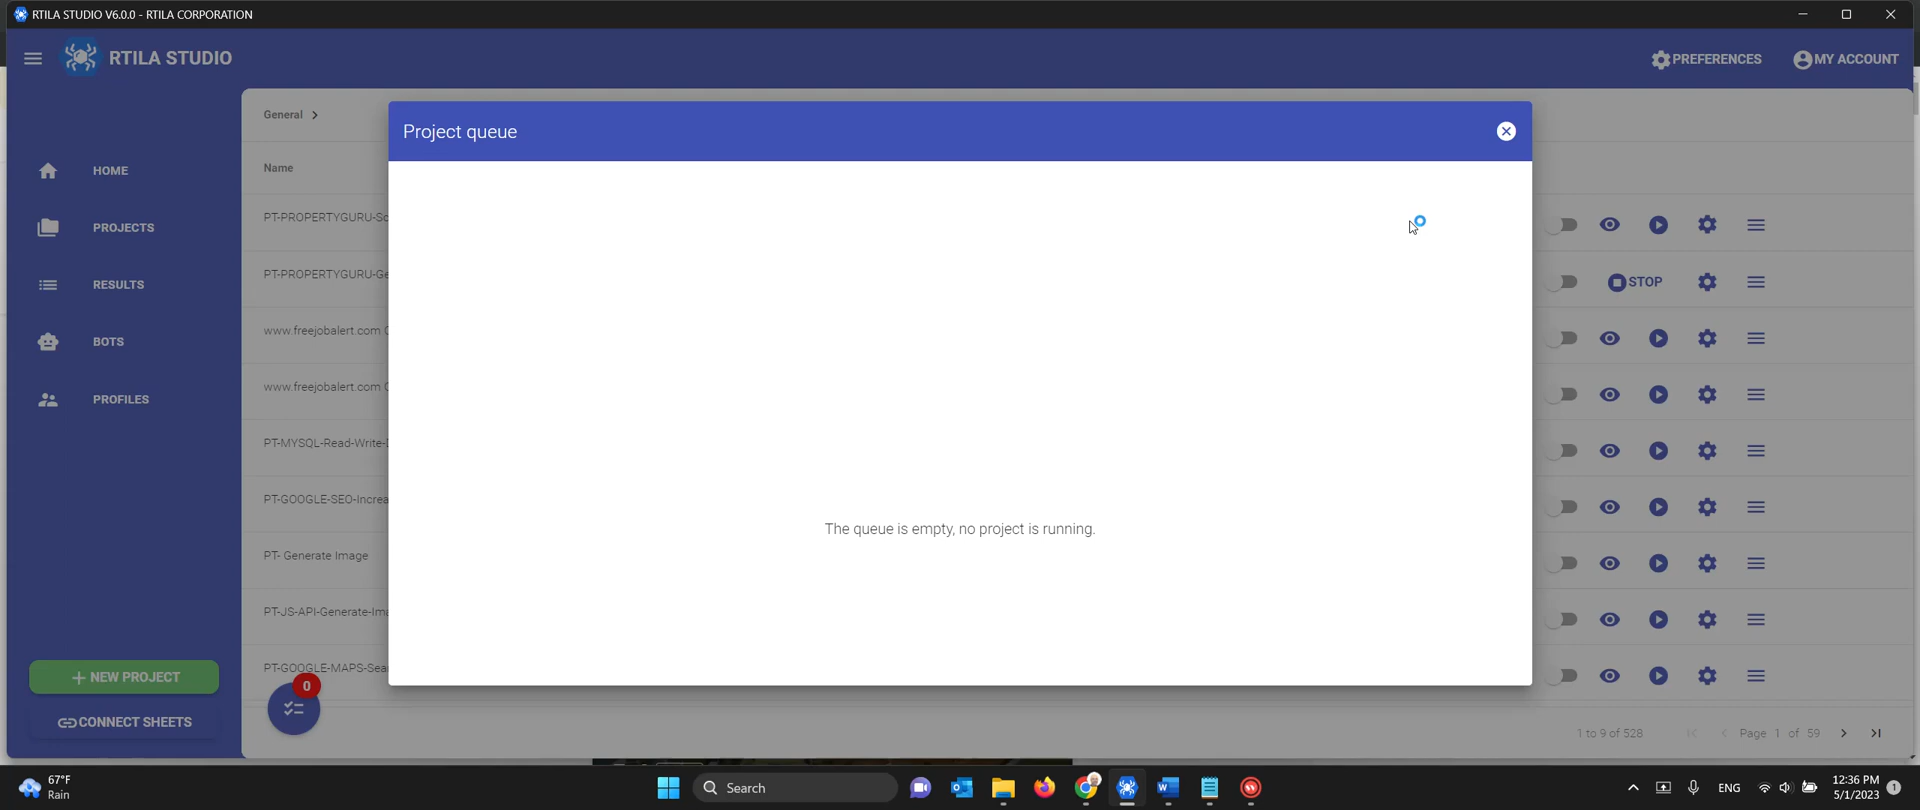 RTILA STUDIO V6.0.0 - RTILA CORPORATION
RTILA STUDIO
PREFERENCES
MY ACCOUNT
HOME
PROJECTS
RESULTS
BOTS
PROFILES
NEW PROJECT
CONNECT SHEETS
General
Name
Project queue
The queue is empty, no project is running.
PT-PROPERTYGURU-Sc
PT-PROPERTYGURU-Ge
STOP
www.freejobalert.com
www.freejobalert.com
PT-MYSQL-Read-Write-
PT-GOOGLE-SEO-Increa
PT- Generate Image
PT-JS-API-Generate-Ima
PT-GOOGLE-MAPS-Sea
0
1 to 9 of 528
Page 1 of 59
67°F
Rain
Search
ENG
12:36 PM
5/1/2023
1